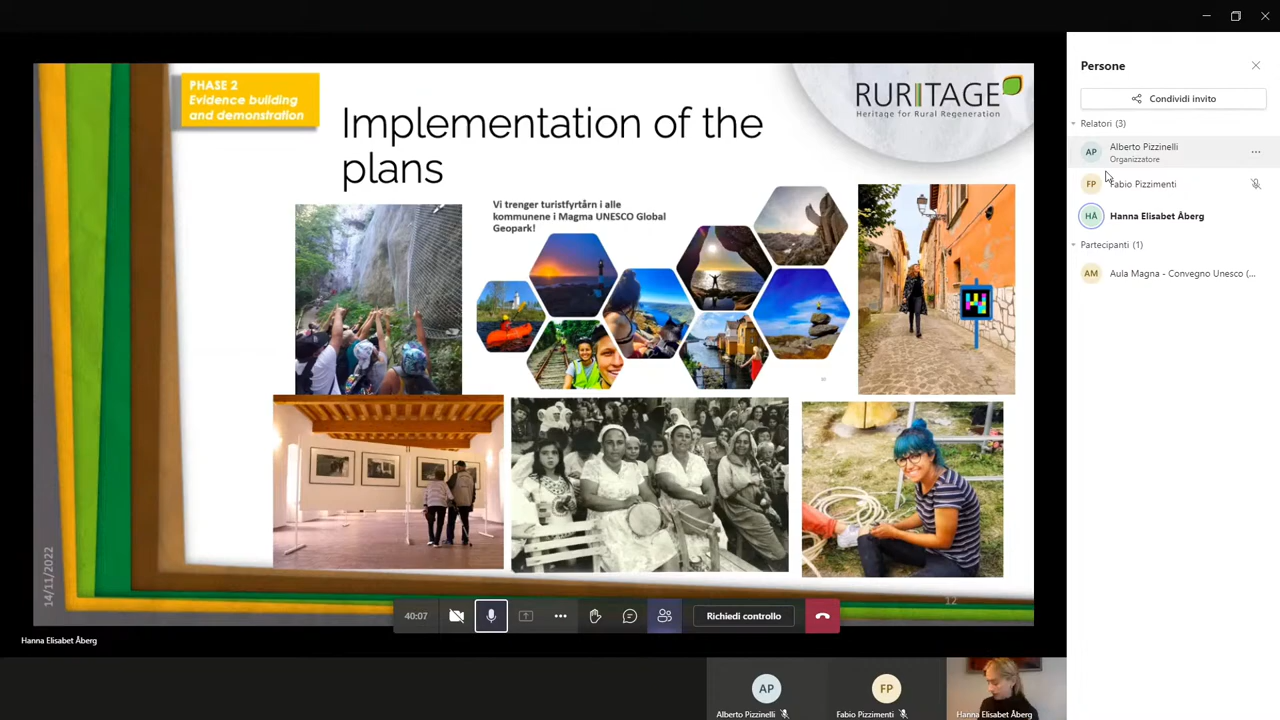 PHASE 2
Evidence building
and demonstration
RURITAGE
Heritage for Rural Regeneration
Implementation of the
plans
Vi trenger turistfyrtårn i alle
kommunene i Magma UNESCO Global
Geopark!
14/11/2022
12
40:07
Richiedi controllo
Hanna Elisabet Åberg
AP
Alberto Pizzinelli
FP
Fabio Pizzimenti
Hanna Elisabet Åberg
Persone
Condividi invito
Relatori (3)
AP
Alberto Pizzinelli
Organizzatore
FP
Fabio Pizzimenti
HÅ
Hanna Elisabet Åberg
Partecipanti (1)
AM
Aula Magna - Convegno Unesco (...